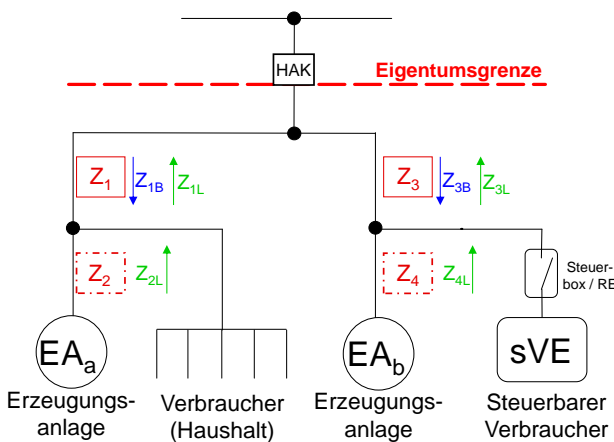 HAK
Eigentumsgrenze
Z1
Z1B
Z1L
Z3
Z3B
Z3L
Z2
Z2L
Z4
Z4L
Steuer-
box / RE
EAa
EAb
sVE
Erzeugungs-
anlage
Verbraucher
(Haushalt)
Erzeugungs-
anlage
Steuerbarer
Verbraucher